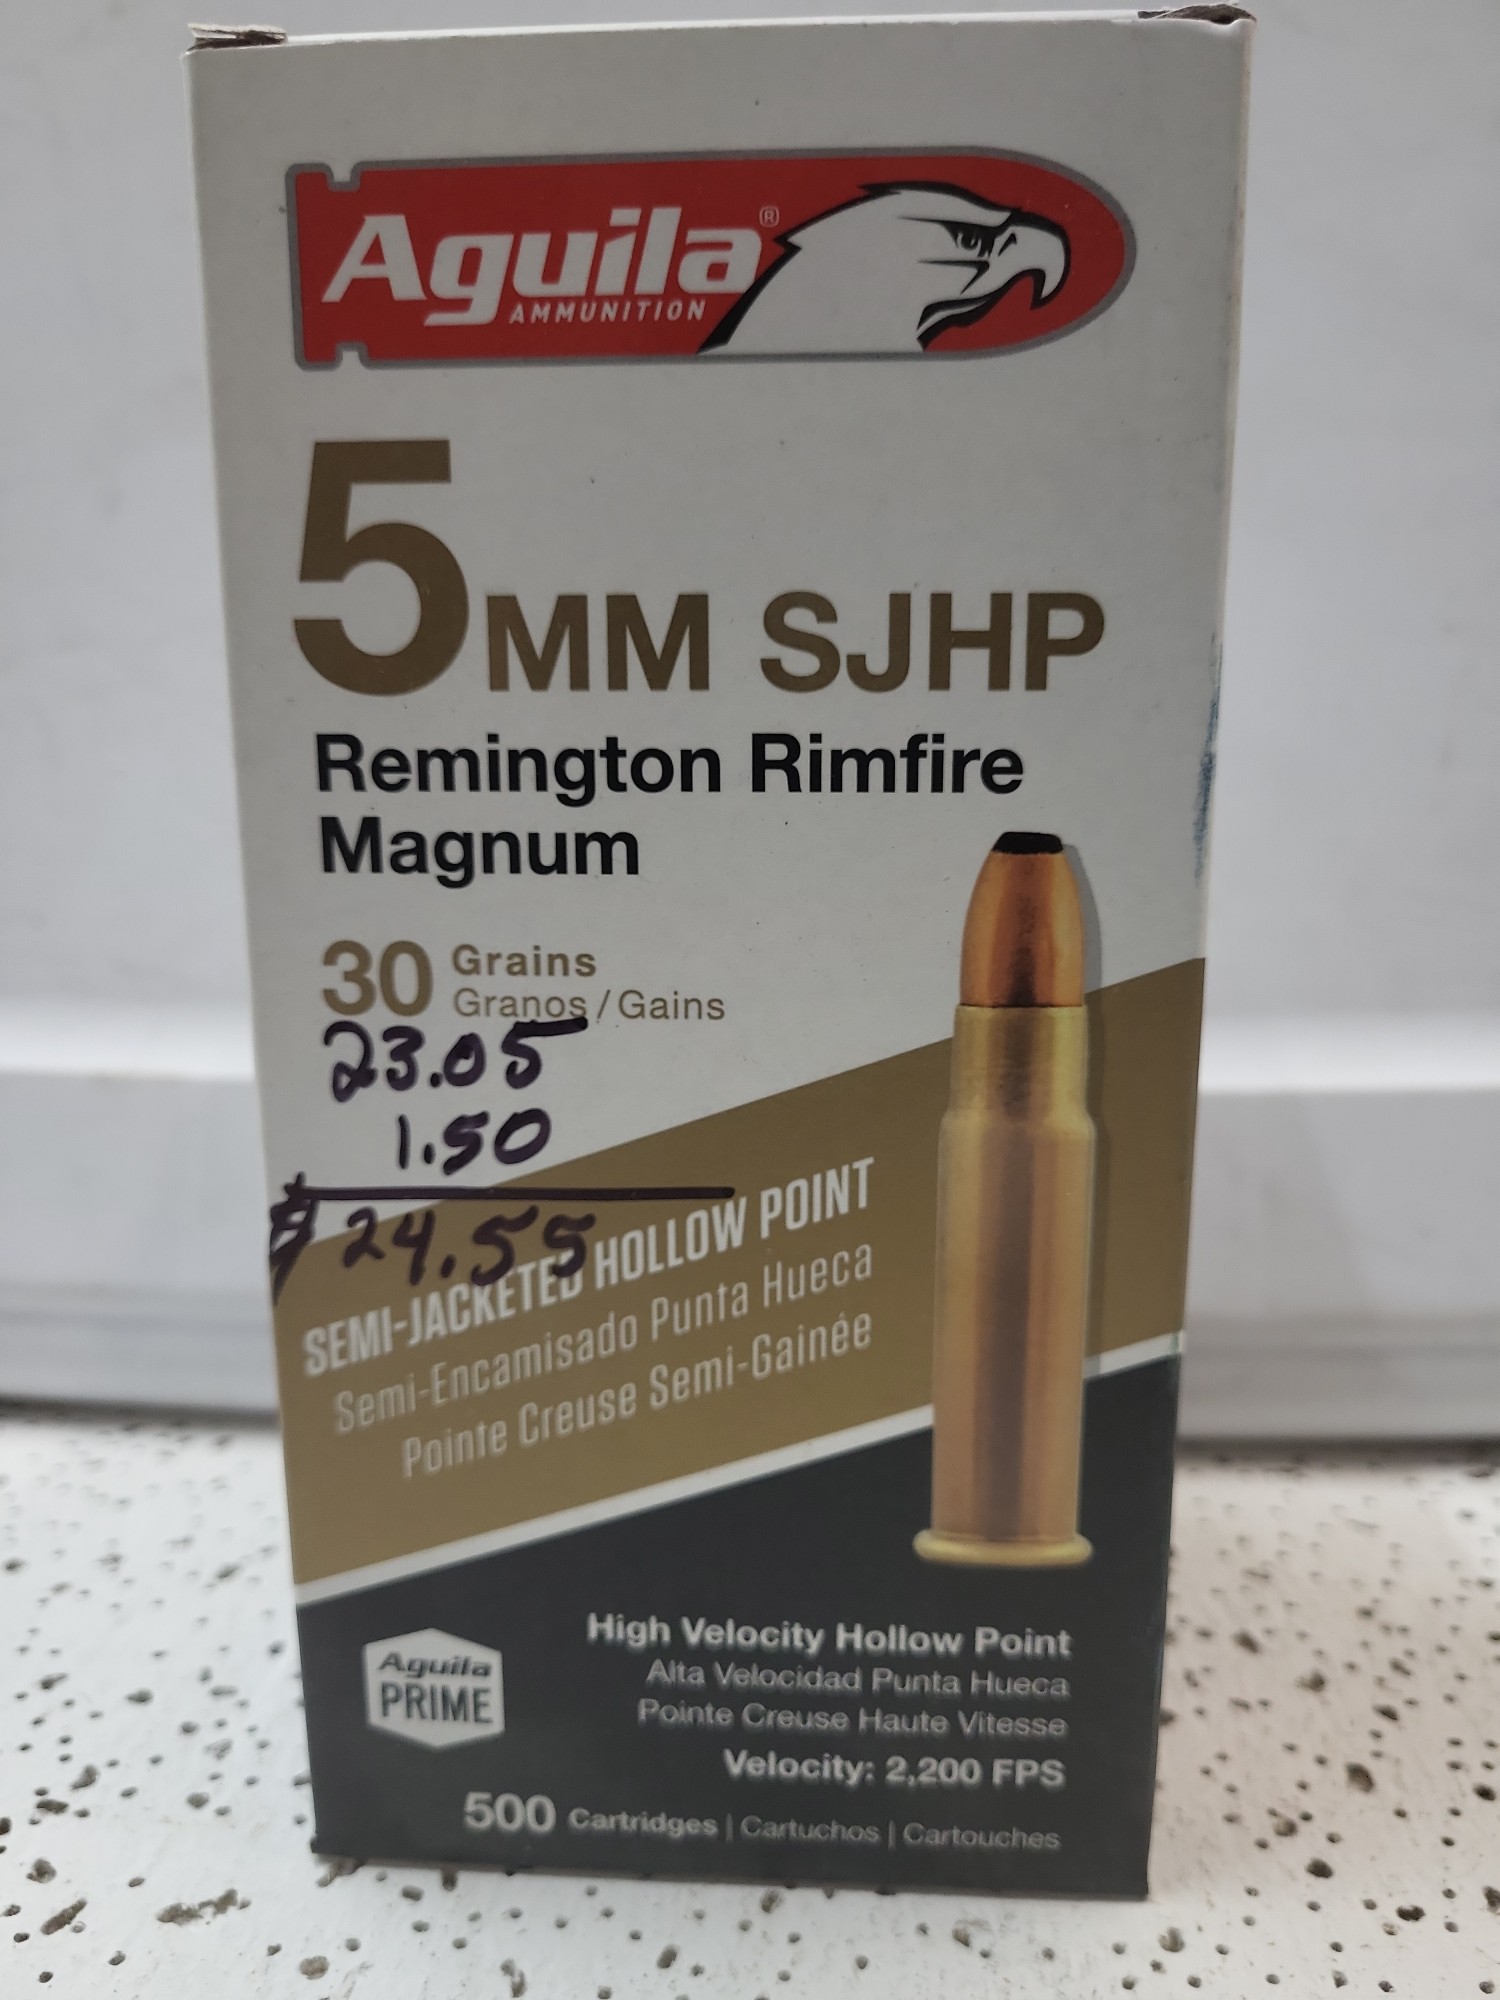 Aguila®
AMMUNITION
5MM SJHP
Remington Rimfire
Magnum
30 Grains
Granos / Gains
23.05
1.50
$24.55
SEMI-JACKETED HOLLOW POINT
Semi-Encamisado Punta Hueca
Pointe Creuse Semi-Gainée
High Velocity Hollow Point
Alta Velocidad Punta Hueca
Pointe Creuse Haute Vitesse
Aguila
PRIME
Velocity: 2,200 FPS
500 Cartridges | Cartuchos | Cartouches